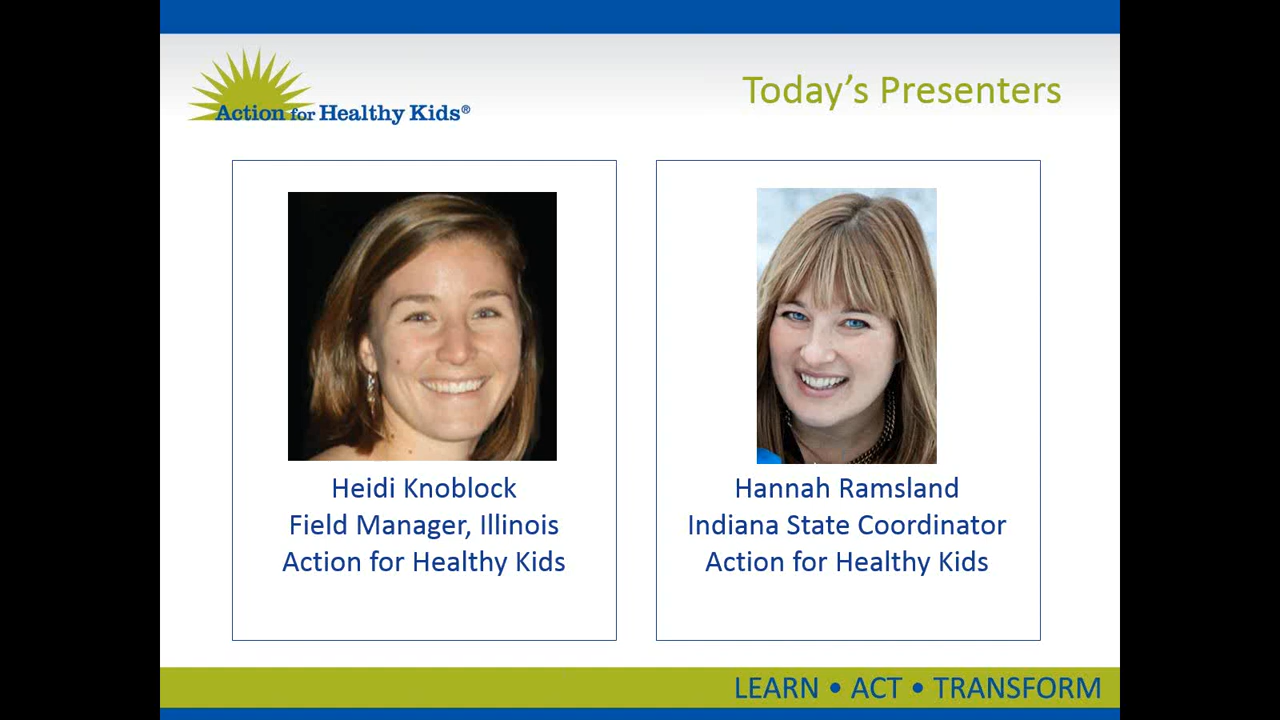 Action for Healthy Kids®
Today's Presenters
Heidi Knoblock
Field Manager, Illinois
Action for Healthy Kids
Hannah Ramsland
Indiana State Coordinator
Action for Healthy Kids
LEARN • ACT • TRANSFORM